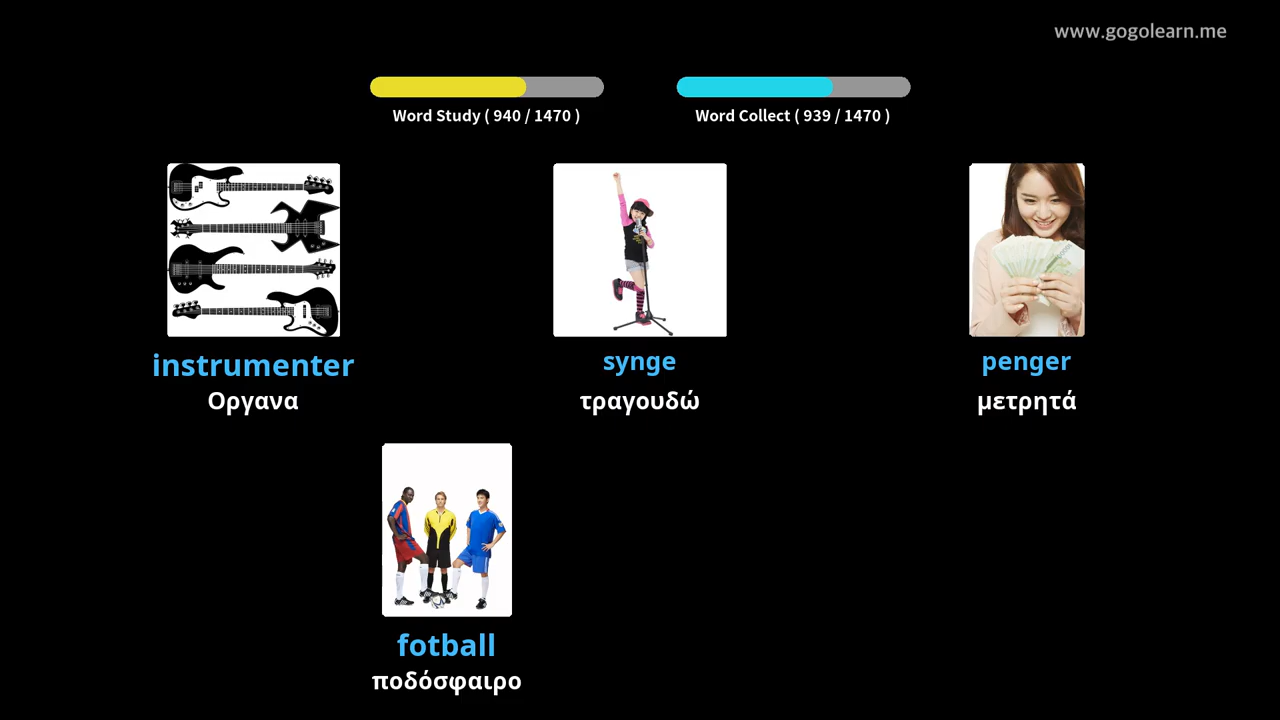 www.gogolearn.me
Word Study ( 940 / 1470 )
Word Collect ( 939 / 1470 )
instrumenter
Οργανα
synge
τραγουδώ
penger
μετρητά
fotball
ποδόσφαιρο